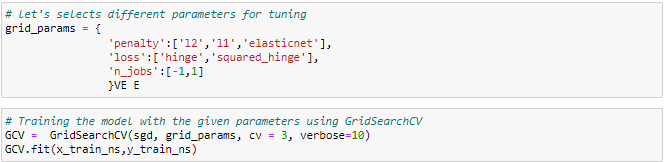 # Let's selects different parameters for tuning
grid_params = {
'penalty':['l2','l1','elasticnet'],
'loss':['hinge','squared_hinge'],
'n_jobs':[-1,1]
}VE E
# Training the model with the given parameters using GridSearchCV
GCV =  GridSearchCV(sgd, grid_params, cv = 3, verbose=10)
GCV.fit(x_train_ns,y_train_ns)